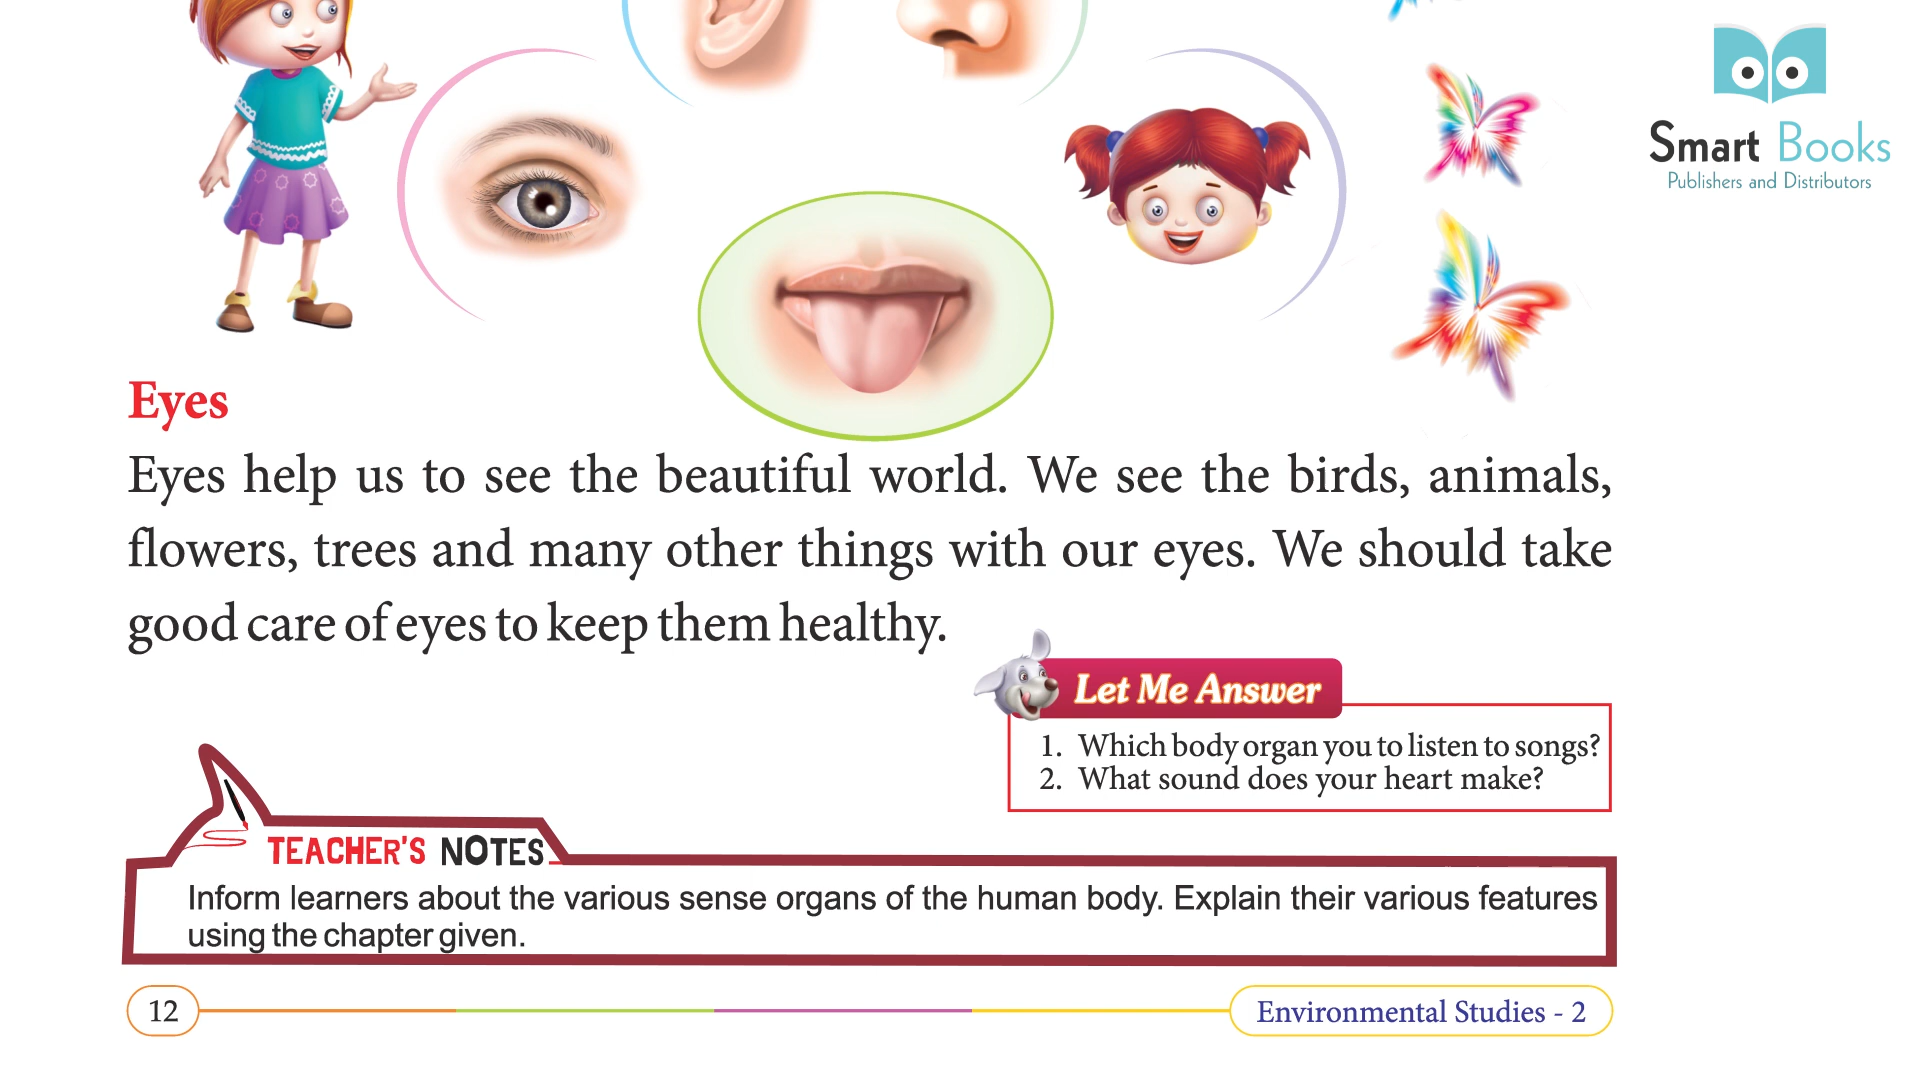 Smart Books
Publishers and Distributors
Eyes
Eyes help us to see the beautiful world. We see the birds, animals,
flowers, trees and many other things with our eyes. We should take
good care of eyes to keep them healthy.
Let Me Answer
1. Which body organ you to listen to songs?
2. What sound does your heart make?
TEACHER'S NOTES
Inform learners about the various sense organs of the human body. Explain their various features
using the chapter given.
12
Environmental Studies - 2